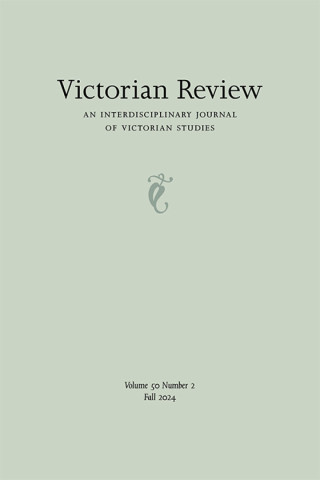 Victorian Review
AN INTERDISCIPLINARY JOURNAL
OF VICTORIAN STUDIES
Volume 50 Number 2
Fall 2024